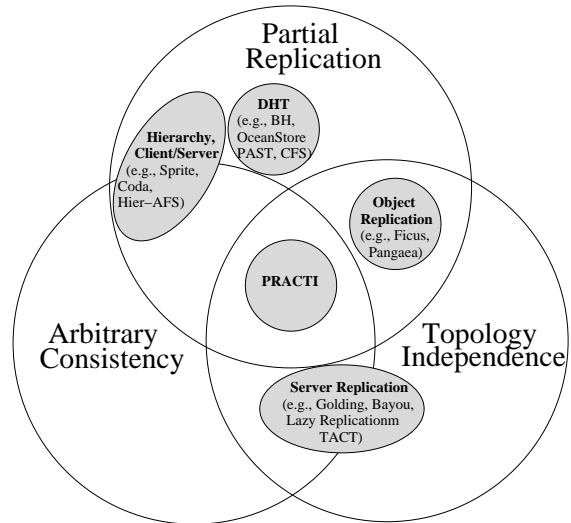 Partial
Replication
DHT
(e.g., BH,
OceanStore
PAST, CFS)
Hierarchy,
Client/Server
(e.g., Sprite,
Coda,
Hier–AFS)
Object
Replication
(e.g., Ficus,
Pangaea)
PRACTI
Arbitrary
Consistency
Topology
Independence
Server Replication
(e.g., Golding, Bayou,
Lazy Replicationm
TACT)